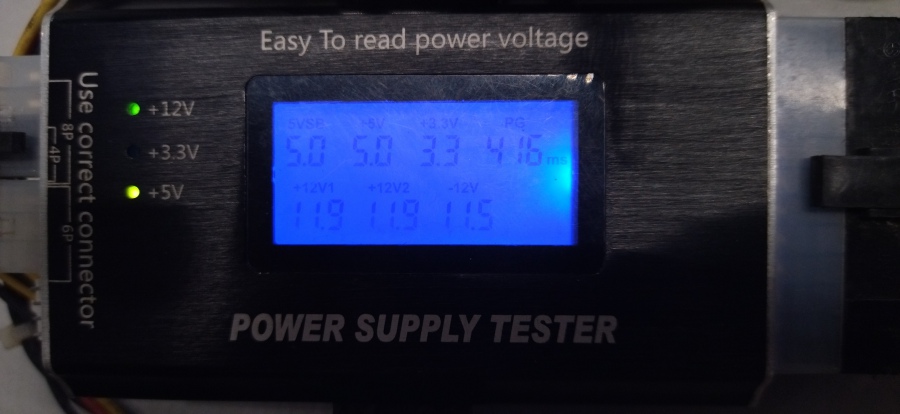 Easy To read power voltage
Use correct connector
8P
4P
6P
+12V
+3.3V
+5V
5VSB +5V +3.3V PG
5.0 5.0 3.3 416 ms
+12V1 +12V2 -12V
11.9 11.9 11.5
POWER SUPPLY TESTER